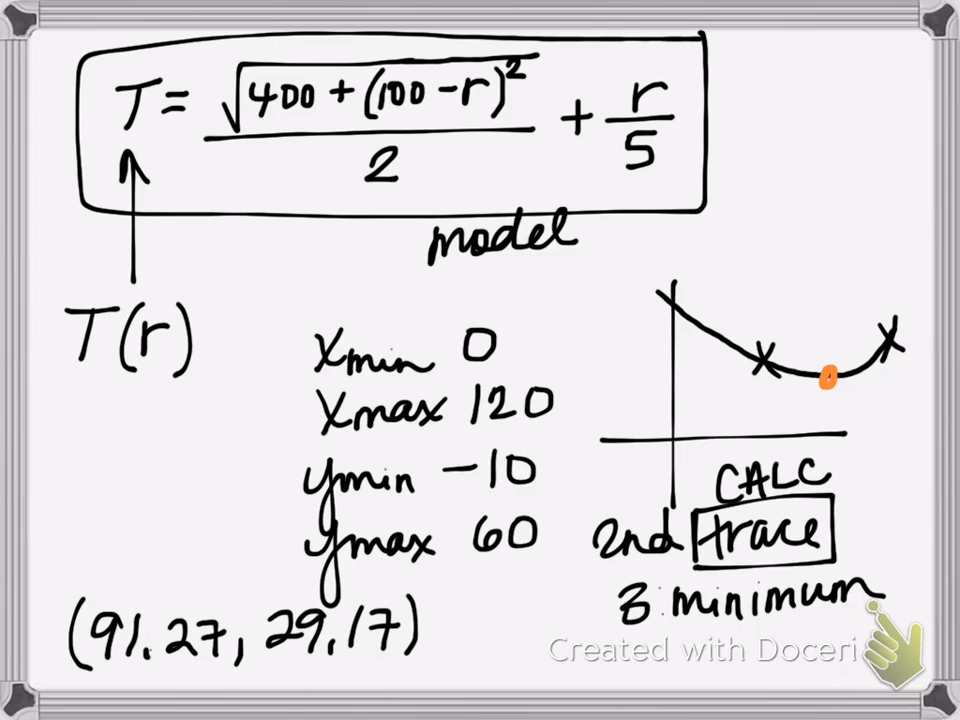 T = √(400 + (100 - r)²) / 2 + r/5
model
T(r)
Xmin 0
Xmax 120
ymin -10
ymax 60
CALC
2nd trace
3: minimum
(91.27, 29.17)
Created with Doceri